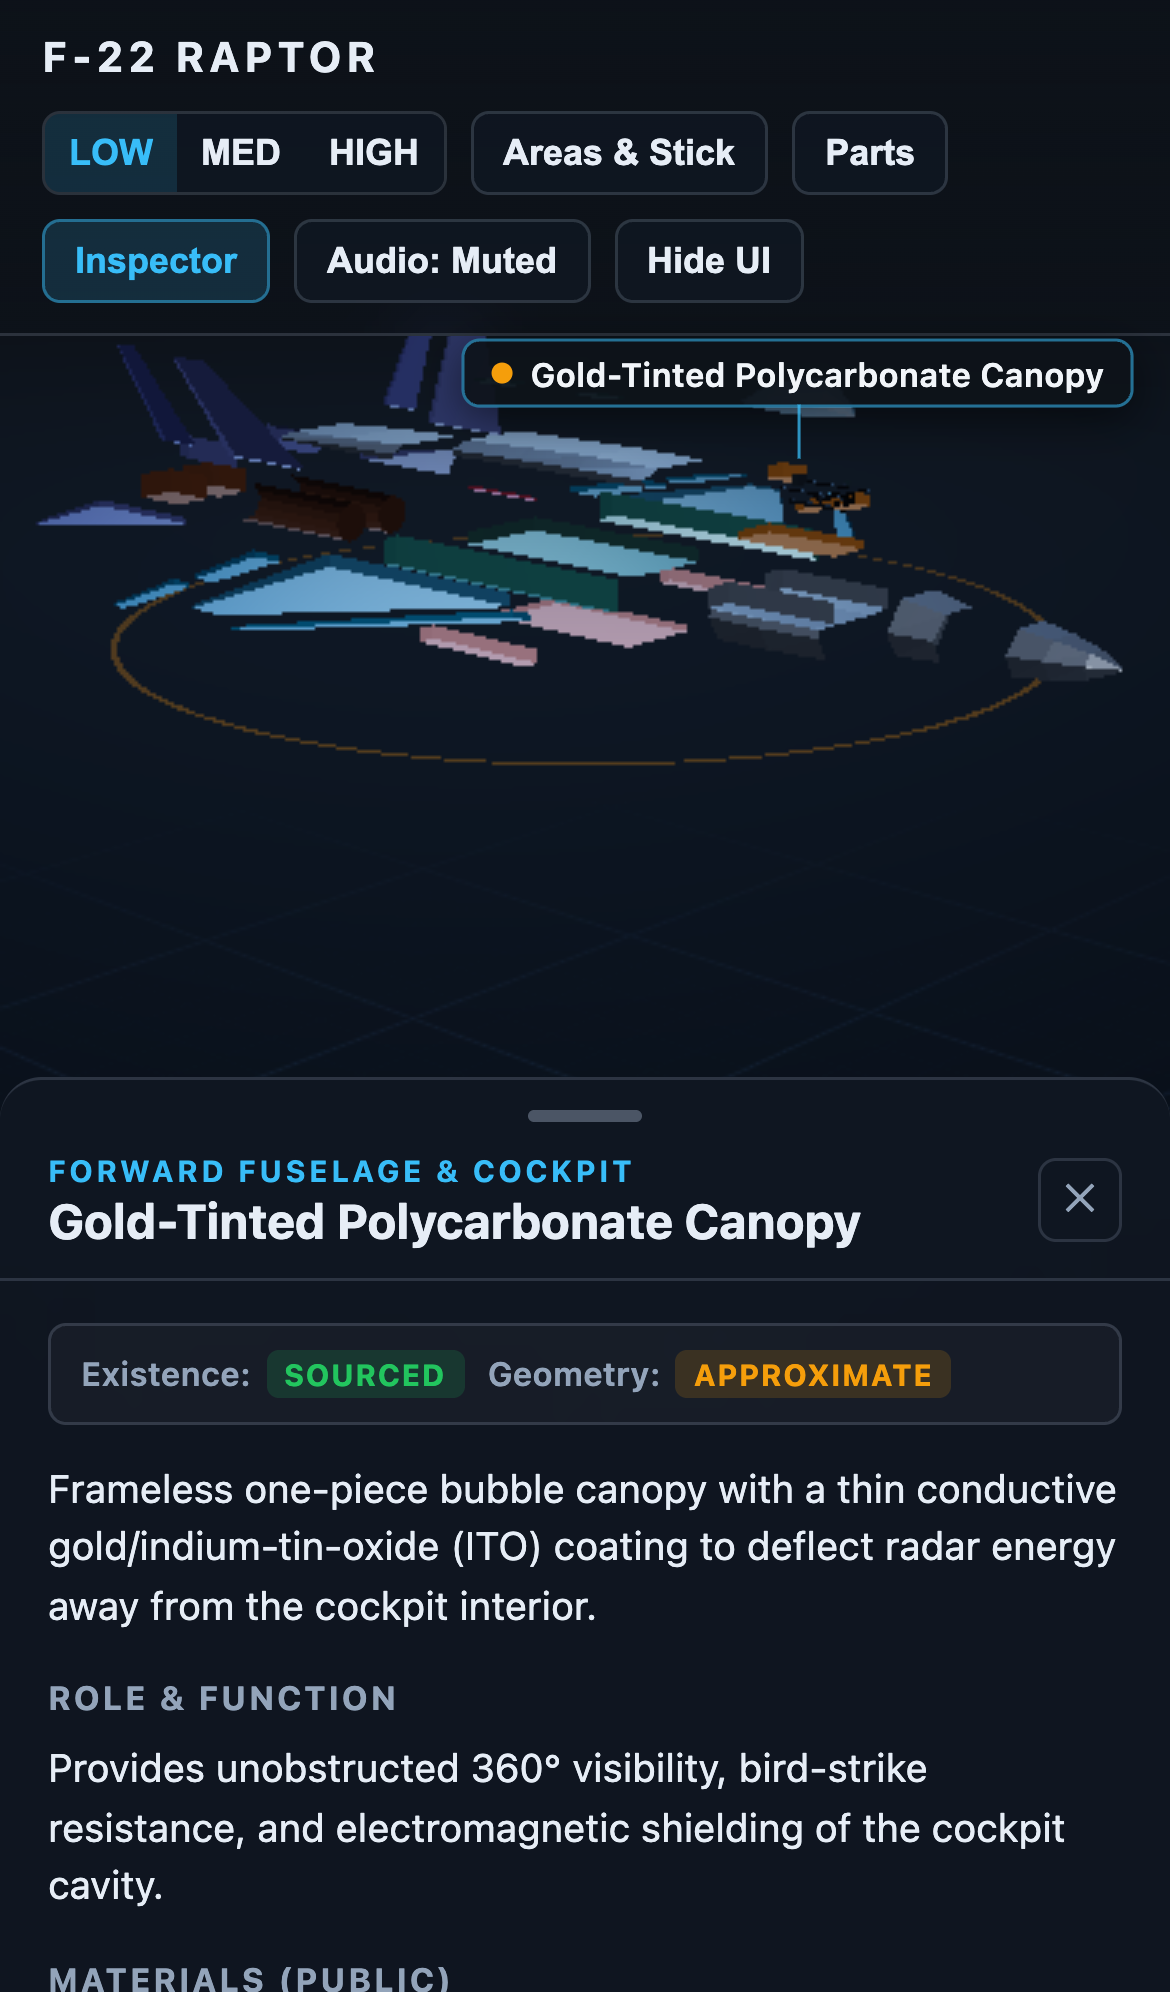 F-22 RAPTOR
LOW MED HIGH Areas & Stick Parts
Inspector Audio: Muted Hide UI
Gold-Tinted Polycarbonate Canopy
FORWARD FUSELAGE & COCKPIT
Gold-Tinted Polycarbonate Canopy
Existence: SOURCED Geometry: APPROXIMATE
Frameless one-piece bubble canopy with a thin conductive
gold/indium-tin-oxide (ITO) coating to deflect radar energy
away from the cockpit interior.
ROLE & FUNCTION
Provides unobstructed 360° visibility, bird-strike
resistance, and electromagnetic shielding of the cockpit
cavity.
MATERIALS (PUBLIC)